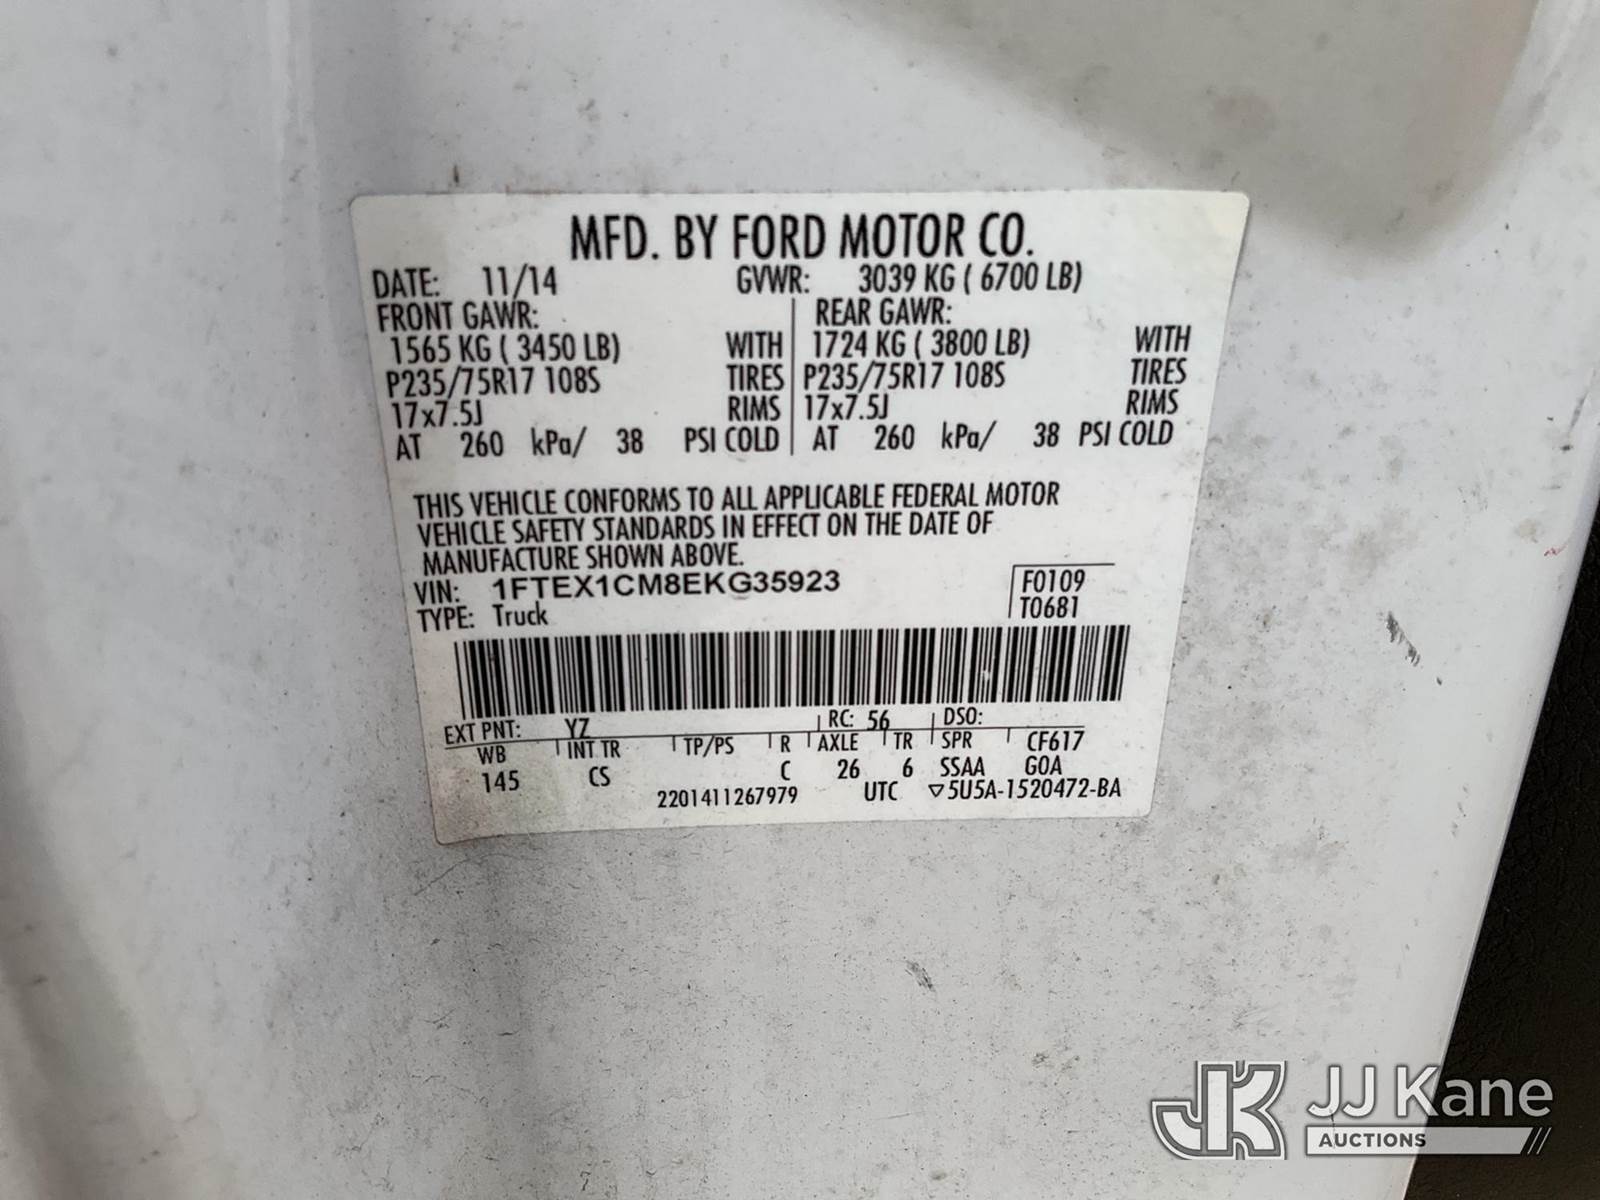 MFD. BY FORD MOTOR CO.
DATE: 11/14 GVWR: 3039 KG ( 6700 LB)
FRONT GAWR: REAR GAWR:
1565 KG ( 3450 LB) WITH 1724 KG ( 3800 LB) WITH
P235/75R17 108S TIRES P235/75R17 108S TIRES
17x7.5J RIMS 17x7.5J RIMS
AT 260 kPa/ 38 PSI COLD AT 260 kPa/ 38 PSI COLD
THIS VEHICLE CONFORMS TO ALL APPLICABLE FEDERAL MOTOR
VEHICLE SAFETY STANDARDS IN EFFECT ON THE DATE OF
MANUFACTURE SHOWN ABOVE.
VIN: 1FTEX1CM8EKG35923 F0109
TYPE: Truck T0681
EXT PNT: YZ RC: 56 DSO:
WB INT TR TP/PS R AXLE TR SPR CF617
145 CS C 26 6 SSAA GOA
2201411267979 UTC ▽5U5A-1520472-BA
JK JJ Kane
AUCTIONS